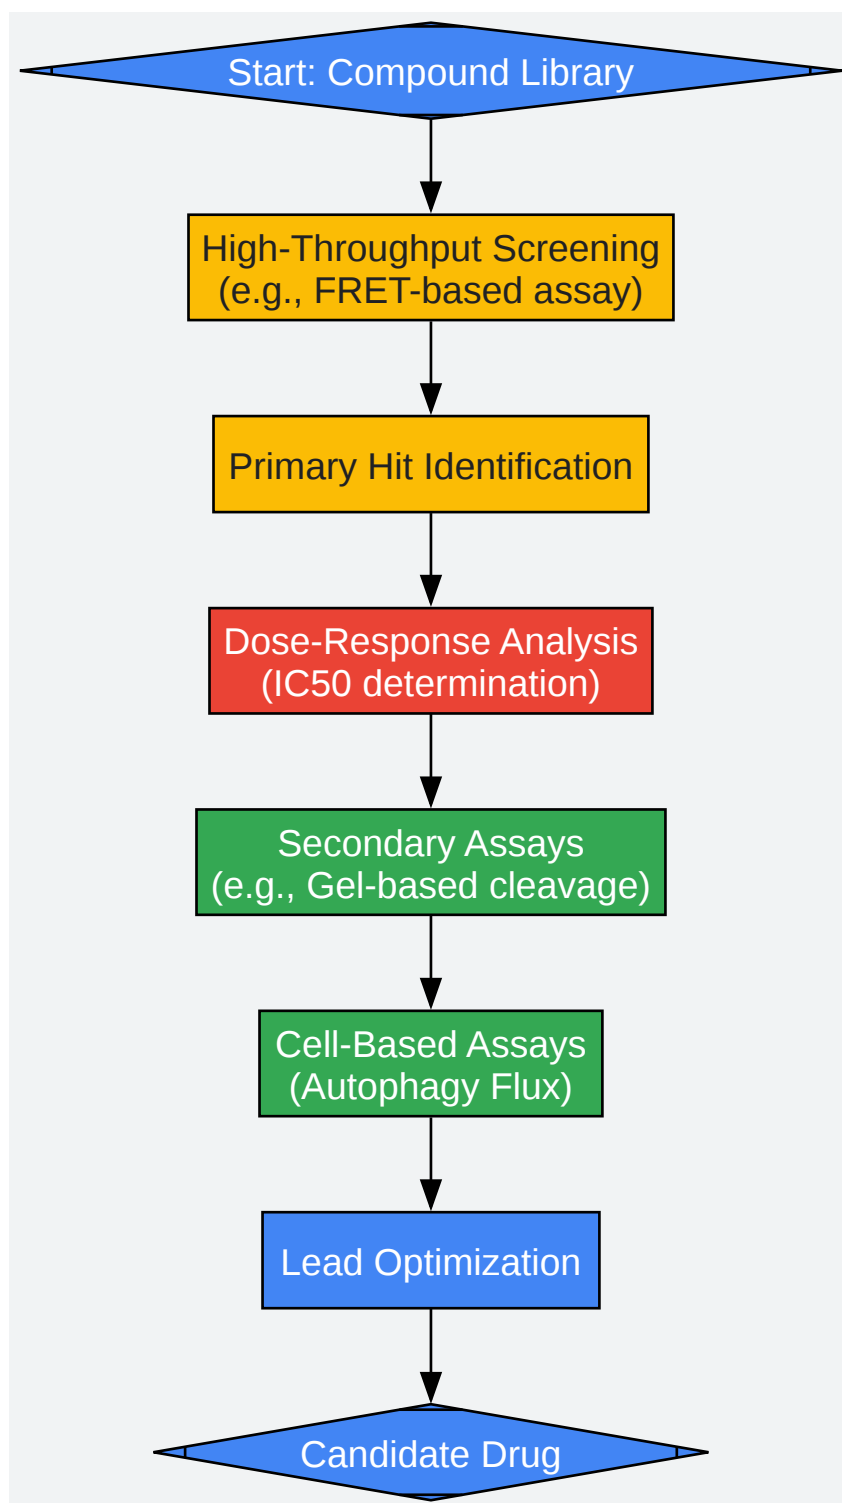 Start: Compound Library
High-Throughput Screening
(e.g., FRET-based assay)
Primary Hit Identification
Dose-Response Analysis
(IC50 determination)
Secondary Assays
(e.g., Gel-based cleavage)
Cell-Based Assays
(Autophagy Flux)
Lead Optimization
Candidate Drug